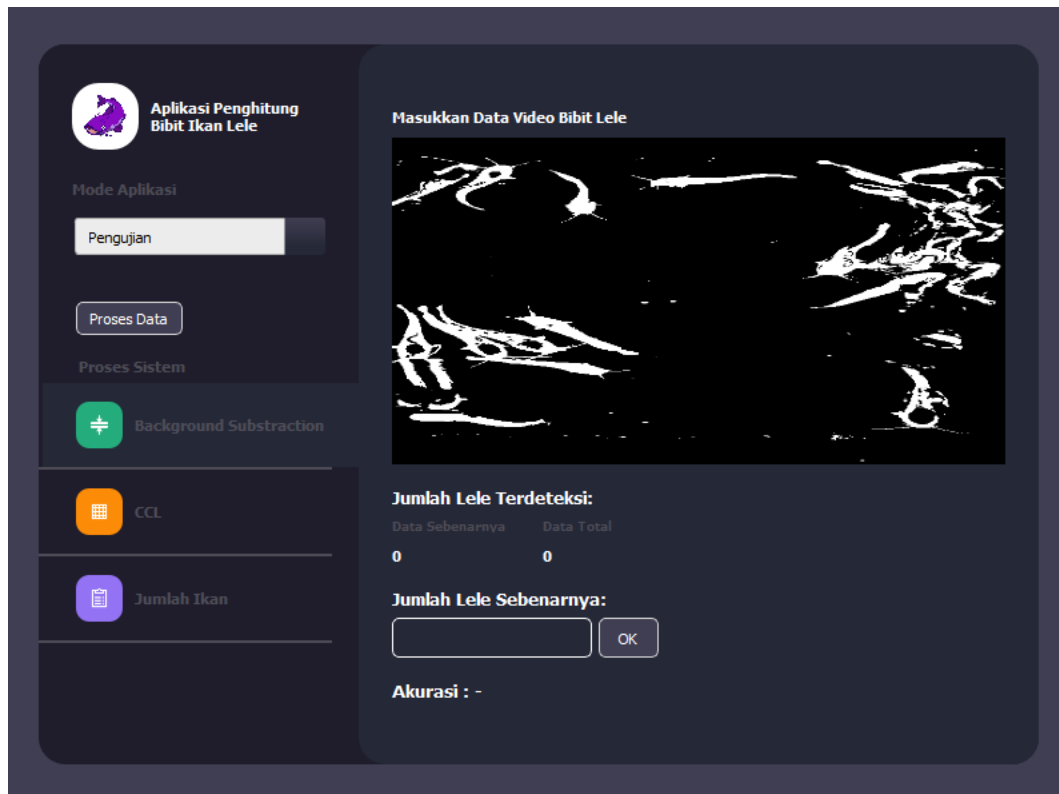 Aplikasi Penghitung
Bibit Ikan Lele
Mode Aplikasi
Pengujian
Proses Data
Proses Sistem
Background Substraction
CCL
Jumlah Ikan
Masukkan Data Video Bibit Lele
Jumlah Lele Terdeteksi:
Data Sebenarnya Data Total
0 0
Jumlah Lele Sebenarnya:
OK
Akurasi : -